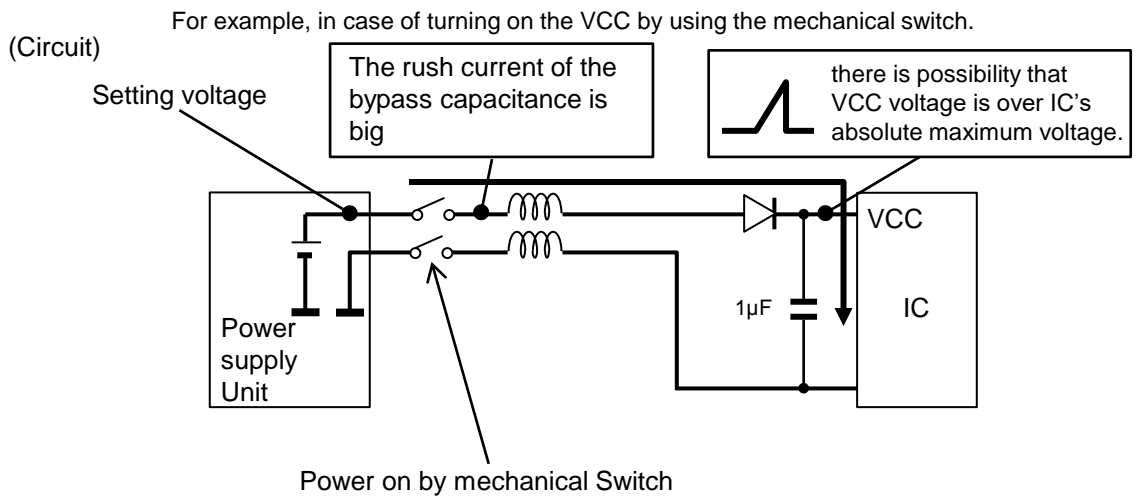 For example, in case of turning on the VCC by using the mechanical switch.
(Circuit)
Setting voltage
The rush current of the
bypass capacitance is
big
there is possibility that
VCC voltage is over IC's
absolute maximum voltage.
VCC
1μF
IC
Power
supply
Unit
Power on by mechanical Switch